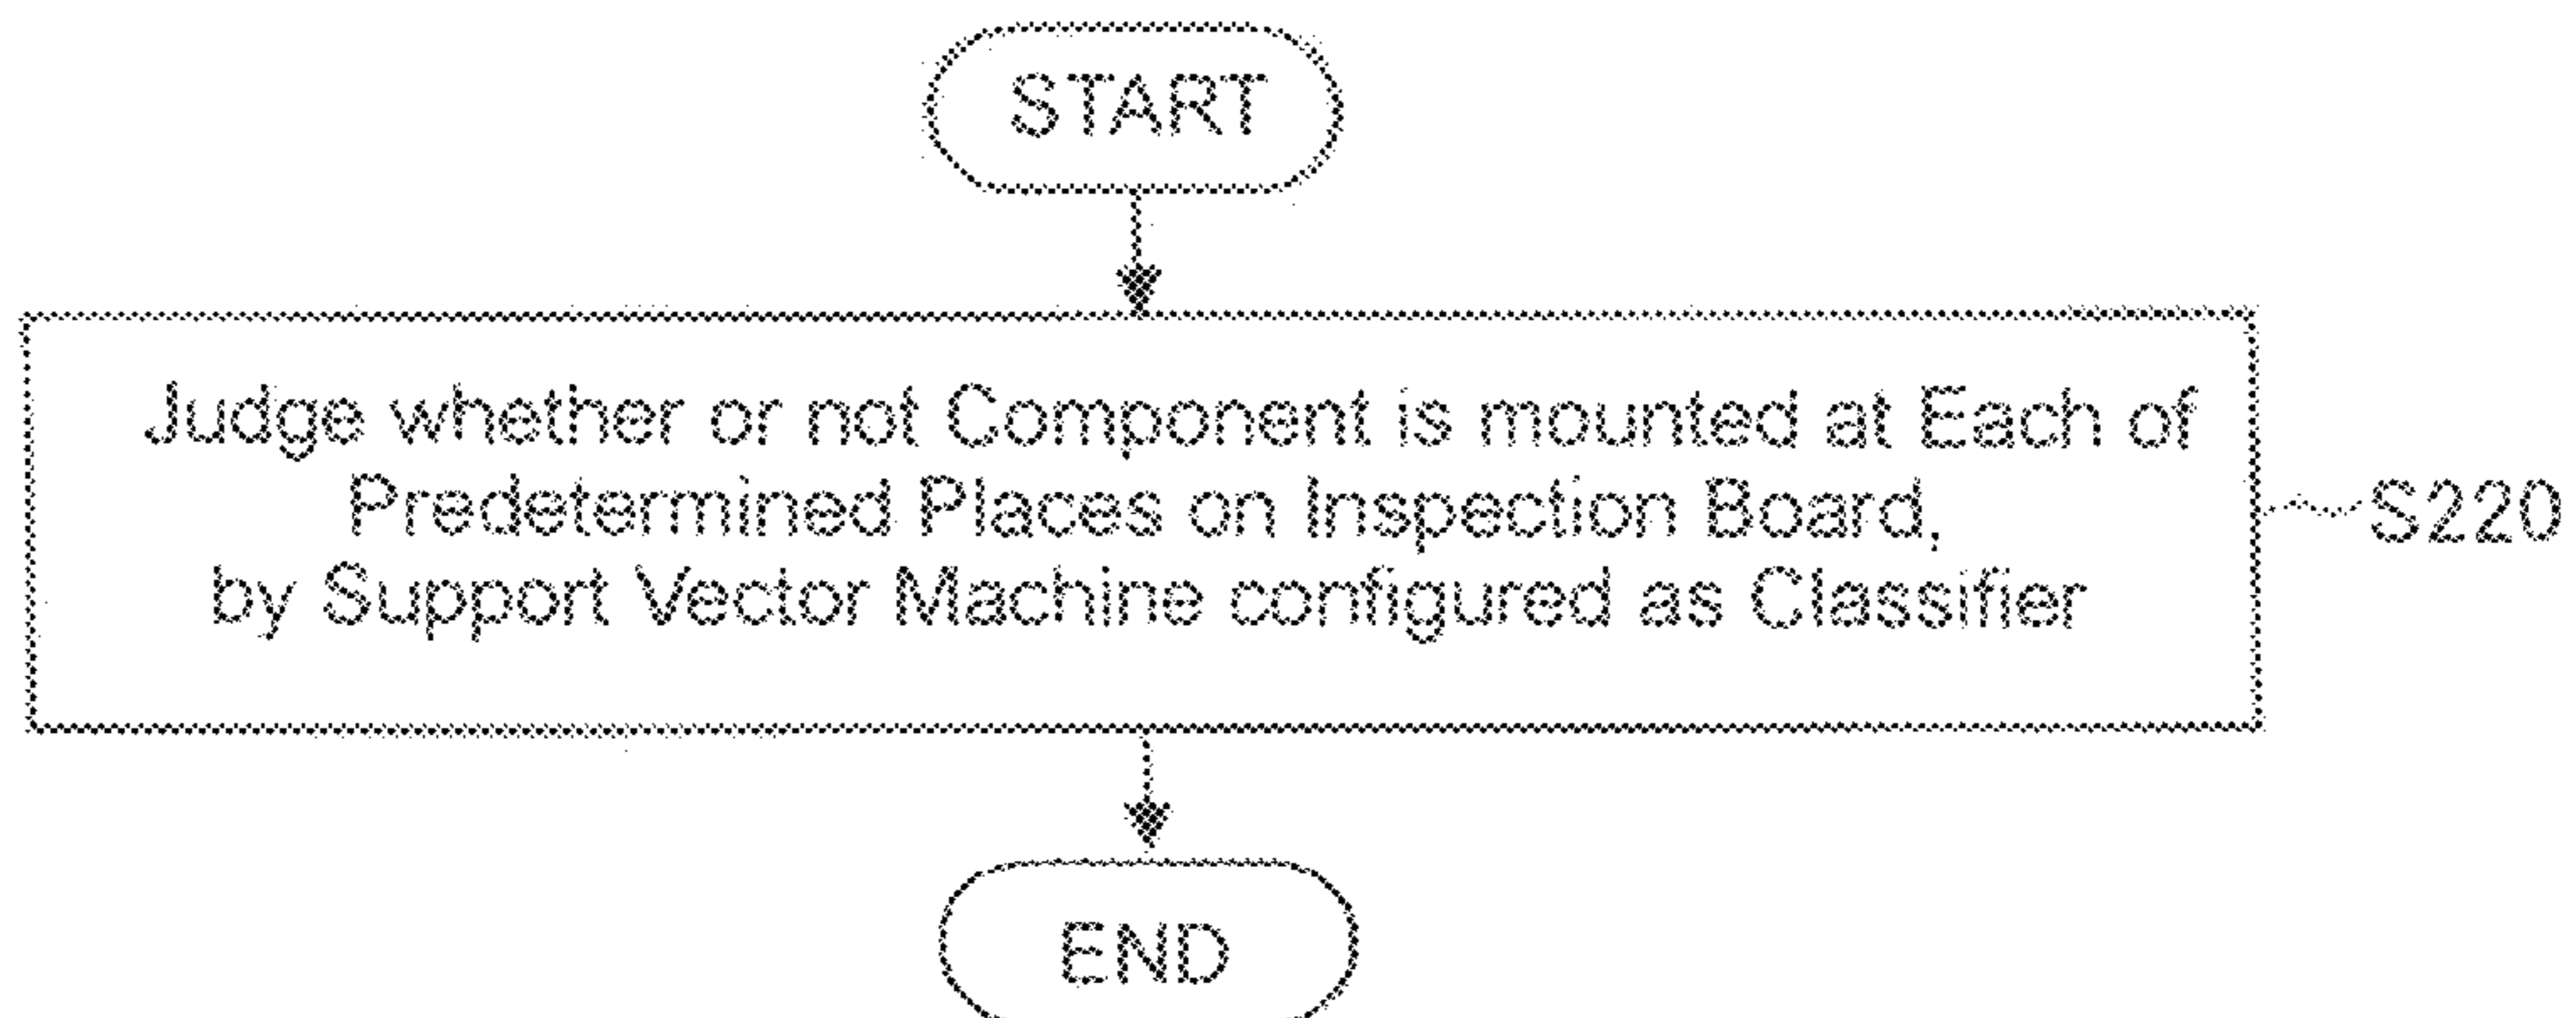 START
Judge whether or not Component is mounted at Each of
Predetermined Places on Inspection Board,
by Support Vector Machine configured as Classifier
S220
END